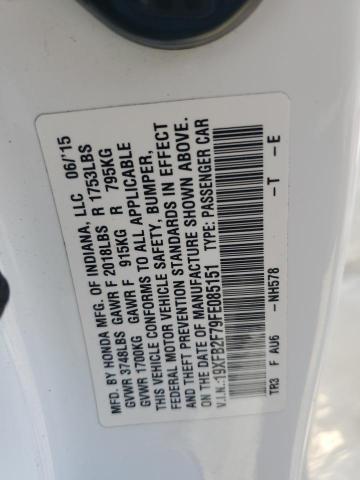 MFD. BY HONDA MFG. OF INDIANA, LLC 06/'15
GVWR 3748LBS GAWR F 2018LBS R 1753LBS
GVWR 1700KG GAWR F 915KG R 795KG
THIS VEHICLE CONFORMS TO ALL APPLICABLE
FEDERAL MOTOR VEHICLE SAFETY, BUMPER,
AND THEFT PREVENTION STANDARDS IN EFFECT
ON THE DATE OF MANUFACTURE SHOWN ABOVE.
V.I.N.:19XFB2F79FE085151 TYPE: PASSENGER CAR
TR3 F AU6 -NH578 -T -E